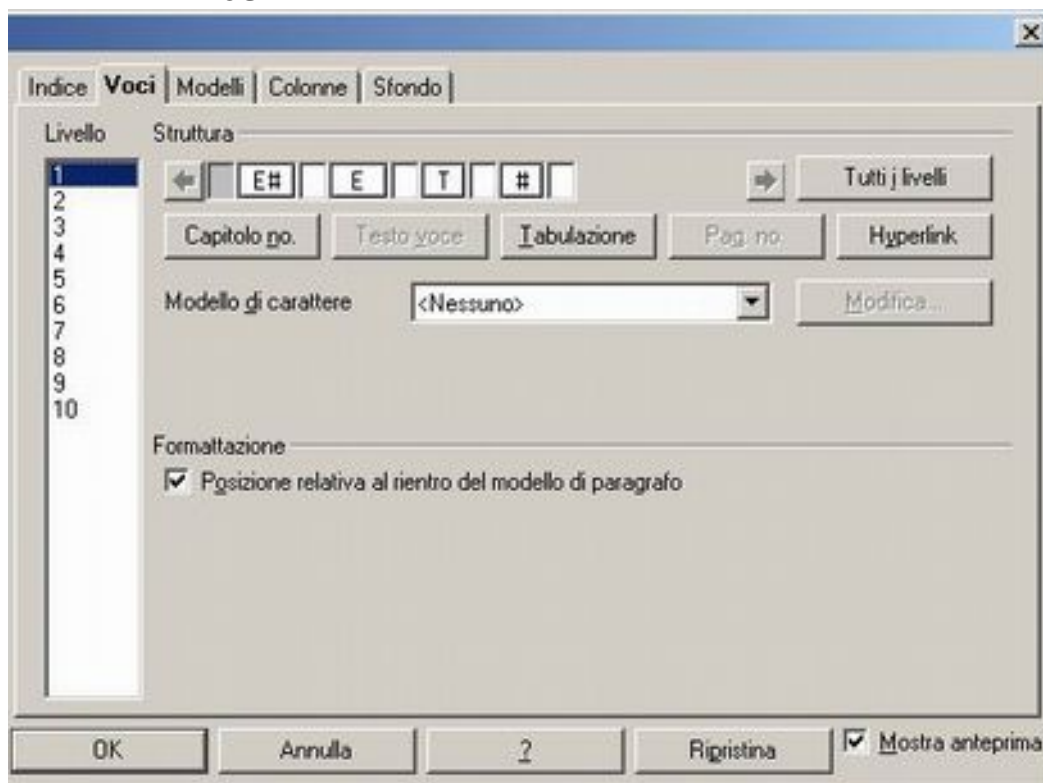 Indice Voci Modelli Colonne Sfondo
Livello Struttura
1
2
3
4
5
6
7
8
9
10
E# E T # Tutti i livelli
Capitolo no. Testo voce Tabulazione Pag. no. Hyperlink
Modello di carattere <Nessuno> Modifica...
Formattazione
Posizione relativa al rientro del modello di paragrafo
OK Annulla ? Ripristina Mostra anteprima